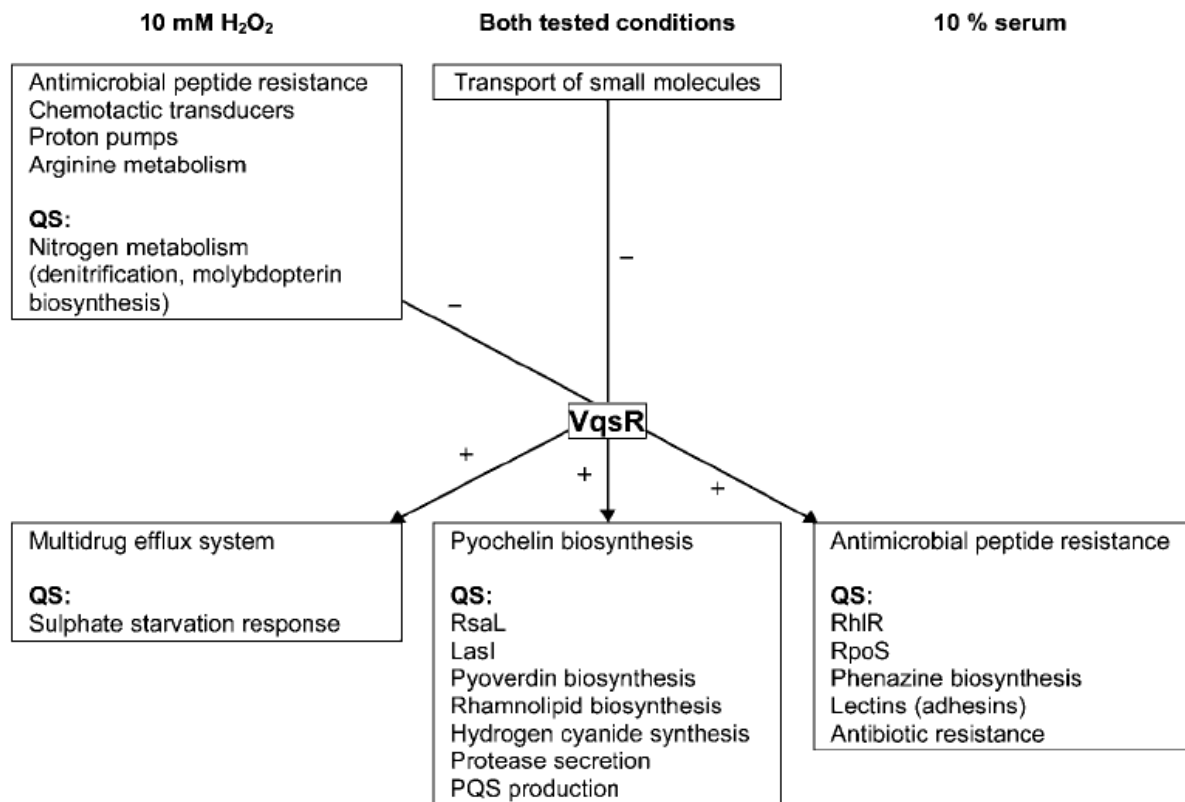 10 mM H₂O₂
Both tested conditions
10 % serum
Antimicrobial peptide resistance
Chemotactic transducers
Proton pumps
Arginine metabolism
QS:
Nitrogen metabolism
(denitrification, molybdopterin
biosynthesis)
Transport of small molecules
–
–
VqsR
+
+
+
Multidrug efflux system
QS:
Sulphate starvation response
Pyochelin biosynthesis
QS:
RsaL
LasI
Pyoverdin biosynthesis
Rhamnolipid biosynthesis
Hydrogen cyanide synthesis
Protease secretion
PQS production
Antimicrobial peptide resistance
QS:
RhlR
RpoS
Phenazine biosynthesis
Lectins (adhesins)
Antibiotic resistance